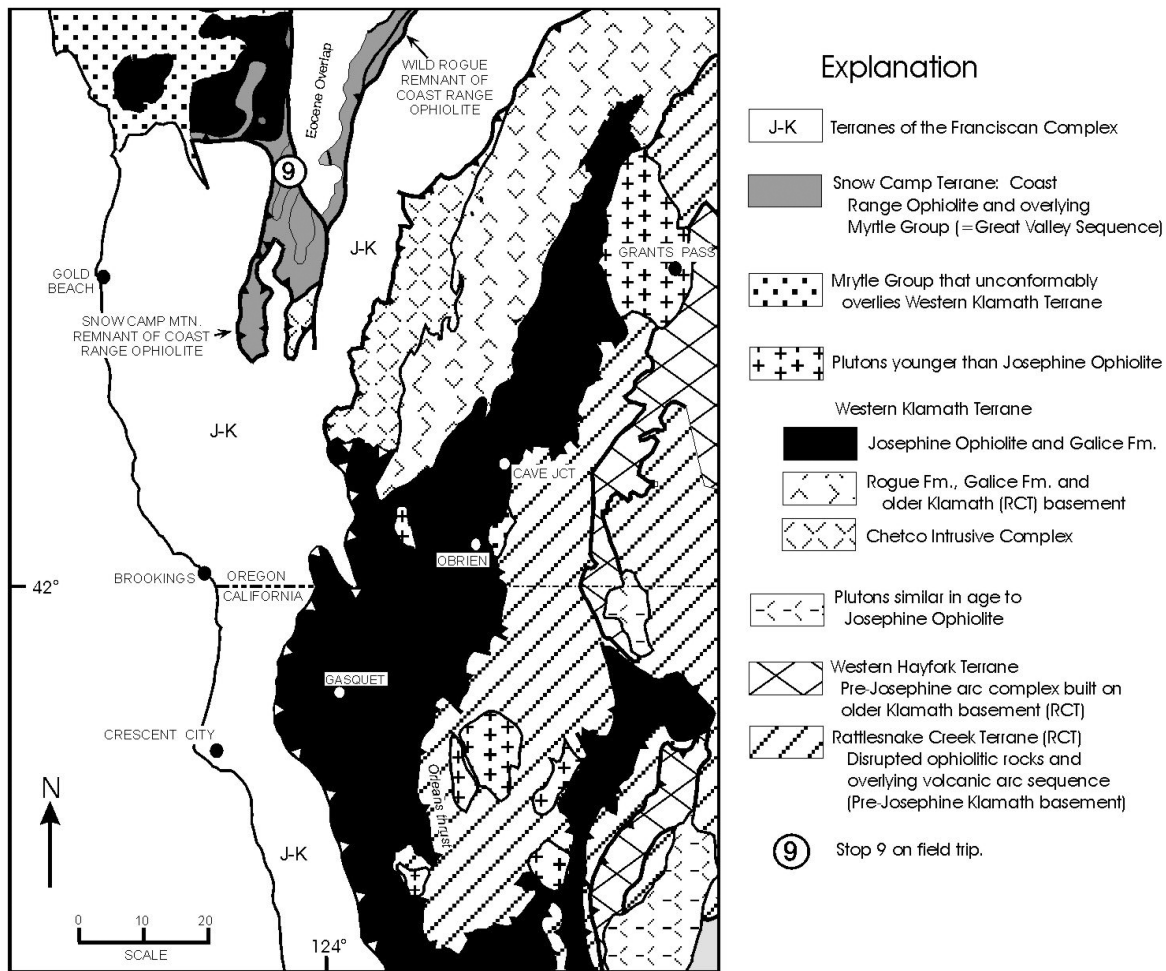 WILD ROGUE
REMNANT OF
COAST RANGE
OPHIOLITE
Eocene Overlap
9
J-K
GRANTS PASS
GOLD
BEACH
SNOW CAMP MTN.
REMNANT OF COAST
RANGE OPHIOLITE
J-K
CAVE JCT
OBRIEN
BROOKINGS
OREGON
42°
CALIFORNIA
GASQUET
CRESCENT CITY
Orleans thrust
N
J-K
0 10 20
SCALE
124°
Explanation
J-K Terranes of the Franciscan Complex
Snow Camp Terrane: Coast
Range Ophiolite and overlying
Myrtle Group (=Great Valley Sequence)
Mrytle Group that unconformably
overlies Western Klamath Terrane
Plutons younger than Josephine Ophiolite
Western Klamath Terrane
Josephine Ophiolite and Galice Fm.
Rogue Fm., Galice Fm. and
older Klamath (RCT) basement
Chetco Intrusive Complex
Plutons similar in age to
Josephine Ophiolite
Western Hayfork Terrane
Pre-Josephine arc complex built on
older Klamath basement (RCT)
Rattlesnake Creek Terrane (RCT)
Disrupted ophiolitic rocks and
overlying volcanic arc sequence
(Pre-Josephine Klamath basement)
9 Stop 9 on field trip.